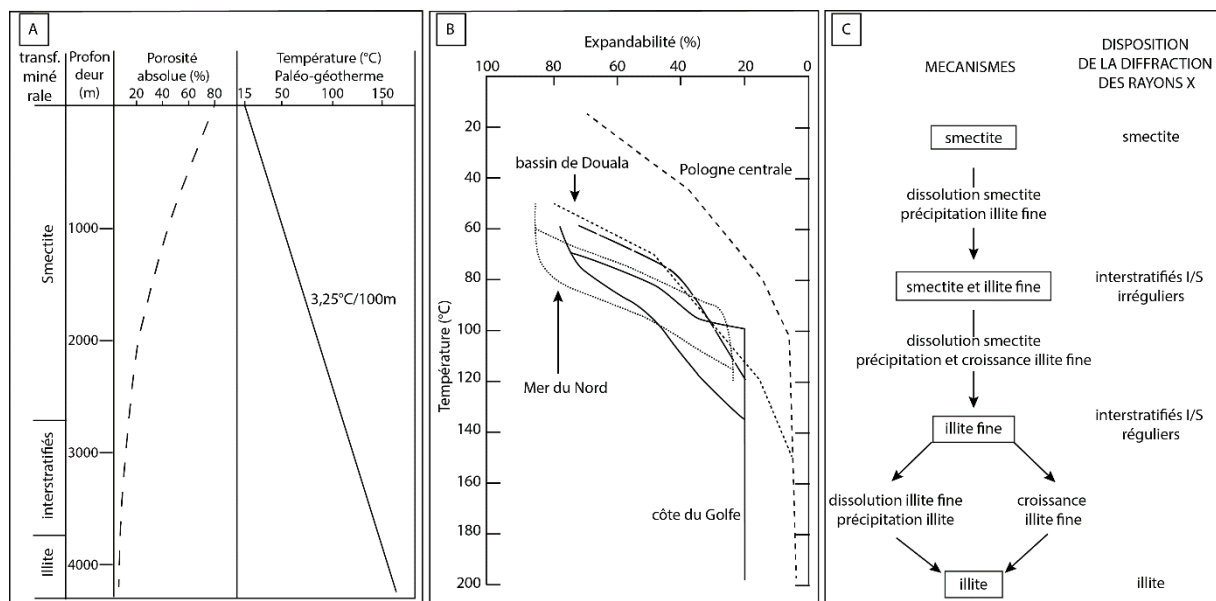 A
transf. miné rale
Profon deur (m)
Porosité absolue (%)
Température (°C)
Paléo-géotherme
20 40 60 80
15 50 100 150
Smectite
interstratifiés
Illite
1000
2000
3000
4000
3,25°C/100m
B
Expandabilité (%)
100 80 60 40 20 0
Température (°C)
20
40
60
80
100
120
140
160
180
200
bassin de Douala
Pologne centrale
Mer du Nord
côte du Golfe
C
MECANISMES
DISPOSITION
DE LA DIFFRACTION
DES RAYONS X
smectite
smectite
dissolution smectite
précipitation illite fine
smectite et illite fine
interstratifiés I/S
irréguliers
dissolution smectite
précipitation et croissance illite fine
illite fine
interstratifiés I/S
réguliers
dissolution illite fine
précipitation illite
croissance
illite fine
illite
illite